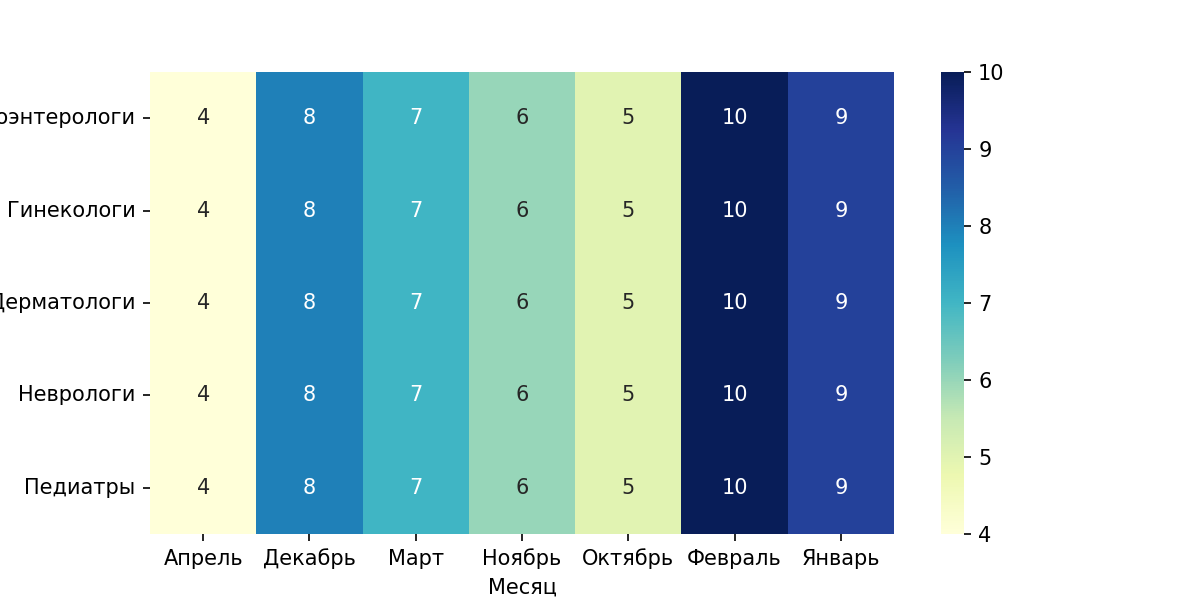 оэнтерологи 4 8 7 6 5 10 9
Гинекологи 4 8 7 6 5 10 9
Дерматологи 4 8 7 6 5 10 9
Неврологи 4 8 7 6 5 10 9
Педиатры 4 8 7 6 5 10 9
Апрель Декабрь Март Ноябрь Октябрь Февраль Январь
Месяц
10
9
8
7
6
5
4